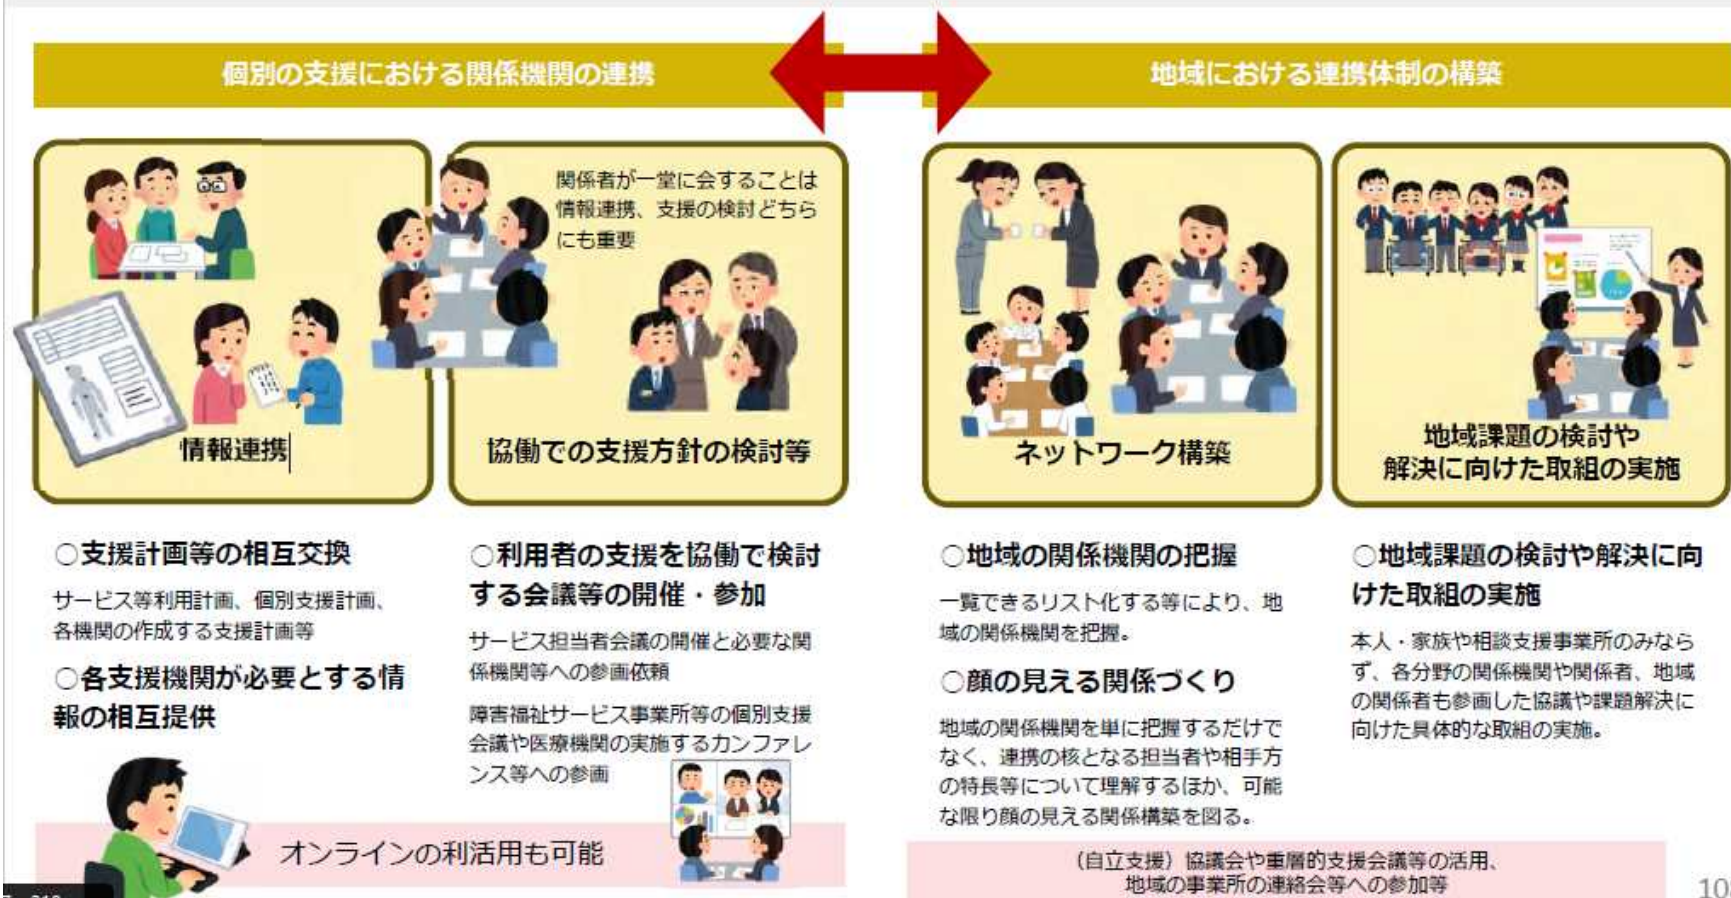 個別の支援における関係機関の連携
地域における連携体制の構築
情報連携
関係者が一堂に会することは
情報連携、支援の検討どちら
にも重要
協働での支援方針の検討等
ネットワーク構築
地域課題の検討や
解決に向けた取組の実施
○支援計画等の相互交換
サービス等利用計画、個別支援計画、
各機関の作成する支援計画等
○各支援機関が必要とする情
報の相互提供
○利用者の支援を協働で検討
する会議等の開催・参加
サービス担当者会議の開催と必要な関
係機関等への参画依頼
障害福祉サービス事業所等の個別支援
会議や医療機関の実施するカンファレ
ンス等への参画
オンラインの利活用も可能
○地域の関係機関の把握
一覧できるリスト化する等により、地
域の関係機関を把握。
○顔の見える関係づくり
地域の関係機関を単に把握するだけで
なく、連携の核となる担当者や相手方
の特長等について理解するほか、可能
な限り顔の見える関係構築を図る。
○地域課題の検討や解決に向
けた取組の実施
本人・家族や相談支援事業所のみなら
ず、各分野の関係機関や関係者、地域
の関係者も参画した協議や課題解決に
向けた具体的な取組の実施。
（自立支援）協議会や重層的支援会議等の活用、
地域の事業所の連絡会等への参加等